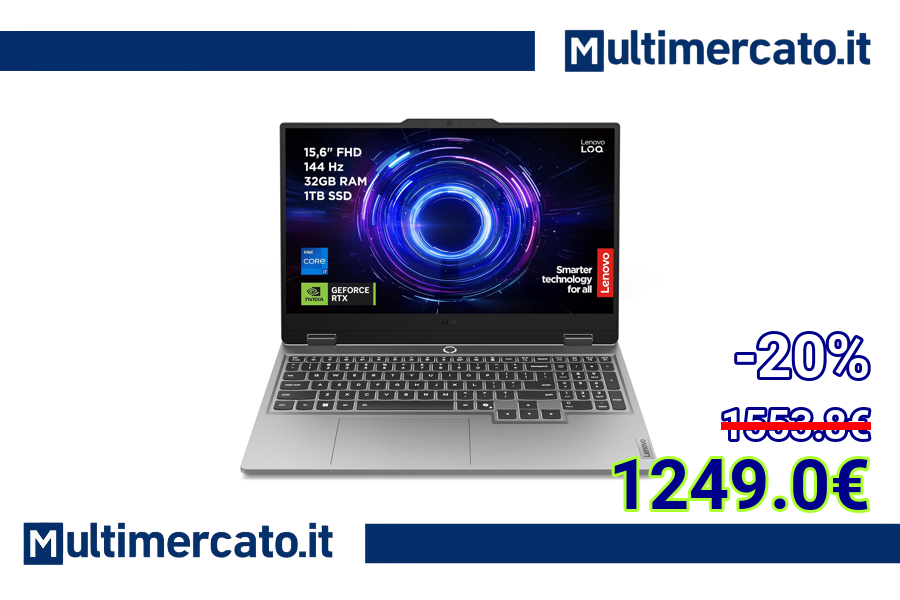 Multimercato.it
15,6" FHD
144 Hz
32GB RAM
1TB SSD
Lenovo
LOQ
intel
CORE
i7
NVIDIA
GEFORCE
RTX
Smarter
technology
for all
Lenovo
-20%
1553.8€
Lenovo
1249.0€
Multimercato.it